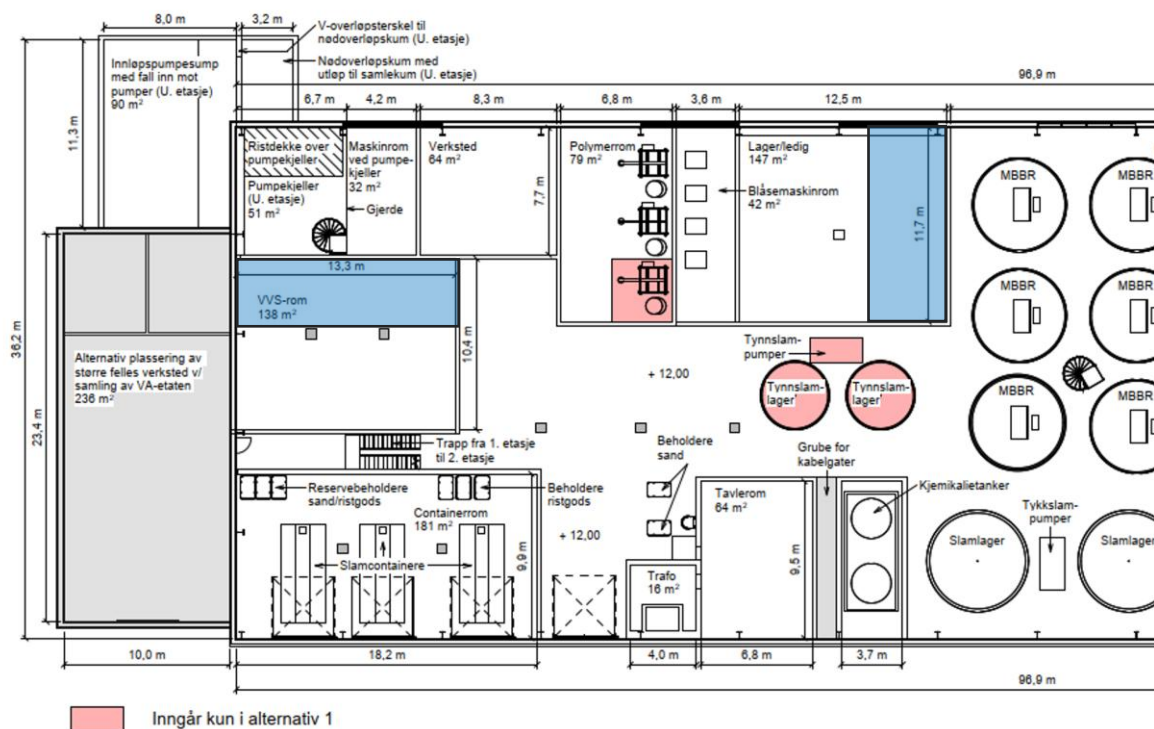 8,0 m
3,2 m
V-overløpsterskel til
nødoverløpskum (U. etasje)
Nødoverløpskum med
utløp til samlekum (U. etasje)
96,9 m
Innløpspumpesump
med fall inn mot
pumper (U. etasje)
90 m²
11,3 m
36,2 m
6,7 m
4,2 m
8,3 m
6,8 m
3,6 m
12,5 m
Ristdekke over
pumpekjeller
Pumpekjeller
(U. etasje)
51 m²
Maskinrom
ved pumpe-
kjeller
32 m²
Gjerde
Verksted
64 m²
7,7 m
Polymerrom
79 m²
Lager/ledig
147 m²
Blåsemaskinrom
42 m²
11,7 m
MBBR
MBBR
MBBR
MBBR
MBBR
MBBR
13,3 m
VVS-rom
138 m²
10,4 m
Tynnslam-
pumper
Tynnslam-
lager
Tynnslam-
lager
+ 12,00
Alternativ plassering av
større felles verksted v/
samling av VA-etaten
236 m²
23,4 m
Trapp fra 1. etasje
til 2. etasje
Beholdere
sand
Grube for
kabelgater
Kjemikalietanker
Reservebeholdere
sand/ristgods
Beholdere
ristgods
Containerrom
181 m²
Slamcontainere
9,9 m
+ 12,00
Tavlerom
64 m²
9,5 m
Trafo
16 m²
Tykkslam-
pumper
Slamlager
Slamlager
10,0 m
18,2 m
4,0 m
6,8 m
3,7 m
96,9 m
Inngår kun i alternativ 1